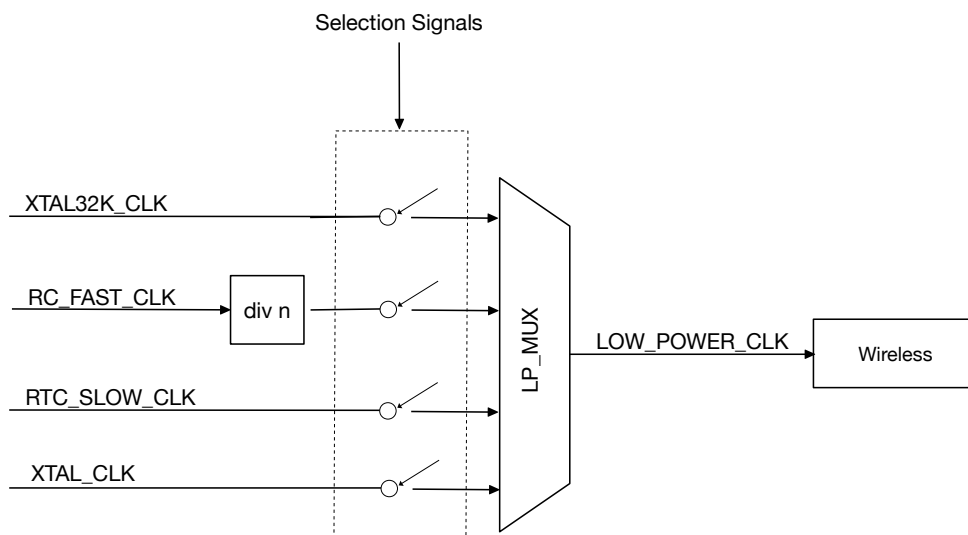 Selection Signals
XTAL32K_CLK
RC_FAST_CLK
div n
RTC_SLOW_CLK
XTAL_CLK
LP_MUX
LOW_POWER_CLK
Wireless